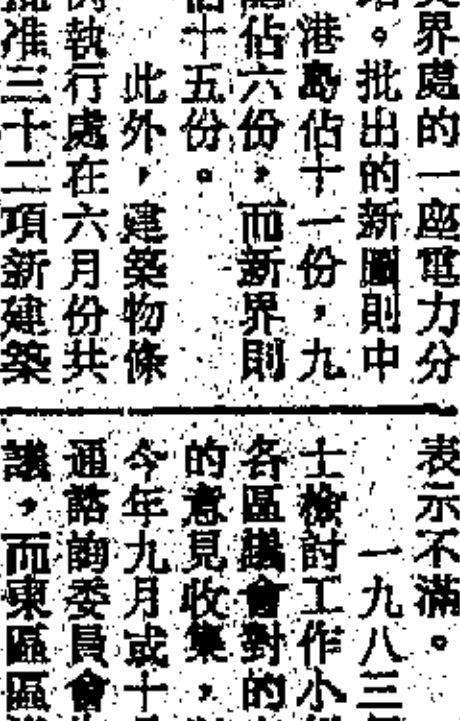 界處的一座電力分
。批出的新圖則中
港島佔十一份，九
佔六份，而新界則
十五份。
此外，建築物條
執行處在六月份共
准三十二項新建築
表示不滿。
一九八三
士檢討工作小
各區議會對的
的意見收集，
今年九月或十
通諮詢委員會
議，而東區區